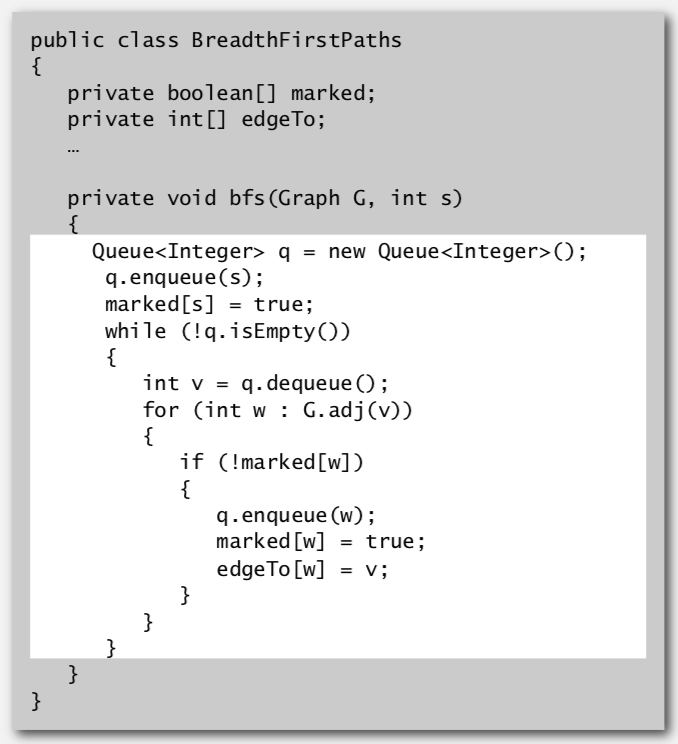 public class BreadthFirstPaths
{
   private boolean[] marked;
   private int[] edgeTo;
   …

   private void bfs(Graph G, int s)
   {
     Queue<Integer> q = new Queue<Integer>();
      q.enqueue(s);
      marked[s] = true;
      while (!q.isEmpty())
      {
         int v = q.dequeue();
         for (int w : G.adj(v))
         {
            if (!marked[w])
            {
               q.enqueue(w);
               marked[w] = true;
               edgeTo[w] = v;
            }
         }
      }
   }
}